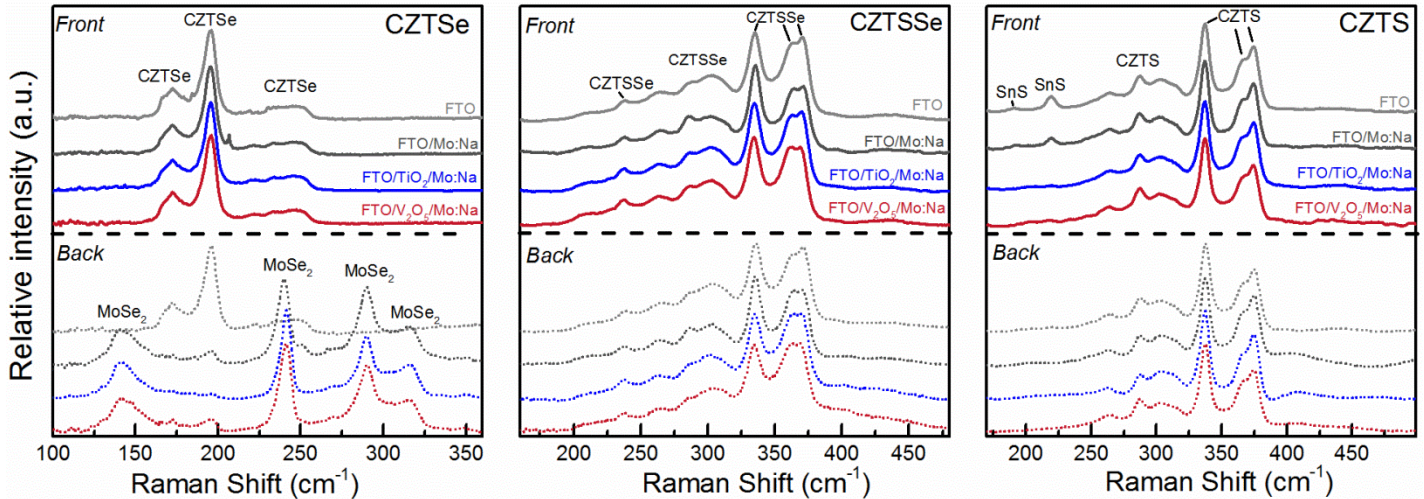 Relative intensity (a.u.)
Front
CZTSe
CZTSe
CZTSe
CZTSe
FTO
FTO/Mo:Na
FTO/TiO₂/Mo:Na
FTO/V₂O₅/Mo:Na
Back
MoSe₂
MoSe₂
MoSe₂
MoSe₂
100 150 200 250 300 350
Raman Shift (cm⁻¹)
Front
CZTSSe
CZTSSe
CZTSSe
CZTSSe
FTO
FTO/Mo:Na
FTO/TiO₂/Mo:Na
FTO/V₂O₅/Mo:Na
Back
200 250 300 350 400 450
Raman Shift (cm⁻¹)
Front
CZTS
CZTS
CZTS
SnS
SnS
FTO
FTO/Mo:Na
FTO/TiO₂/Mo:Na
FTO/V₂O₅/Mo:Na
Back
200 250 300 350 400 450
Raman Shift (cm⁻¹)